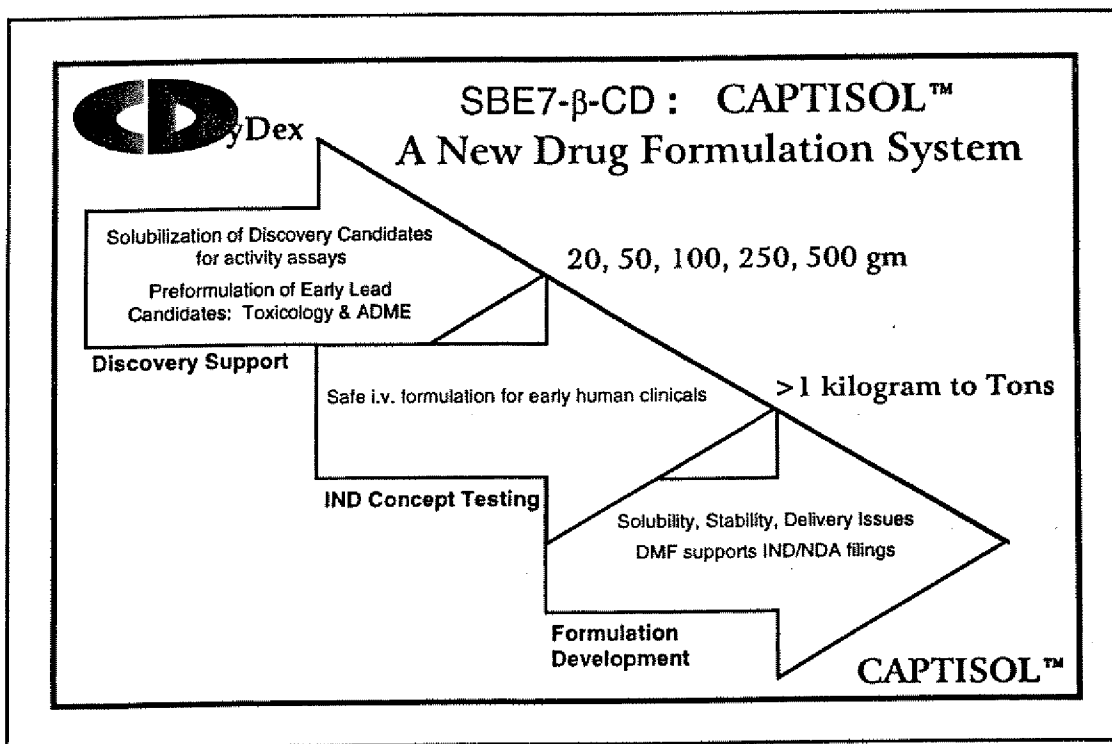 CyDex
SBE7-β-CD : CAPTISOL™
A New Drug Formulation System
Solubilization of Discovery Candidates
for activity assays
Preformulation of Early Lead
Candidates: Toxicology & ADME
Discovery Support
20, 50, 100, 250, 500 gm
Safe i.v. formulation for early human clinicals
>1 kilogram to Tons
IND Concept Testing
Solubility, Stability, Delivery Issues
DMF supports IND/NDA filings
Formulation
Development
CAPTISOL™